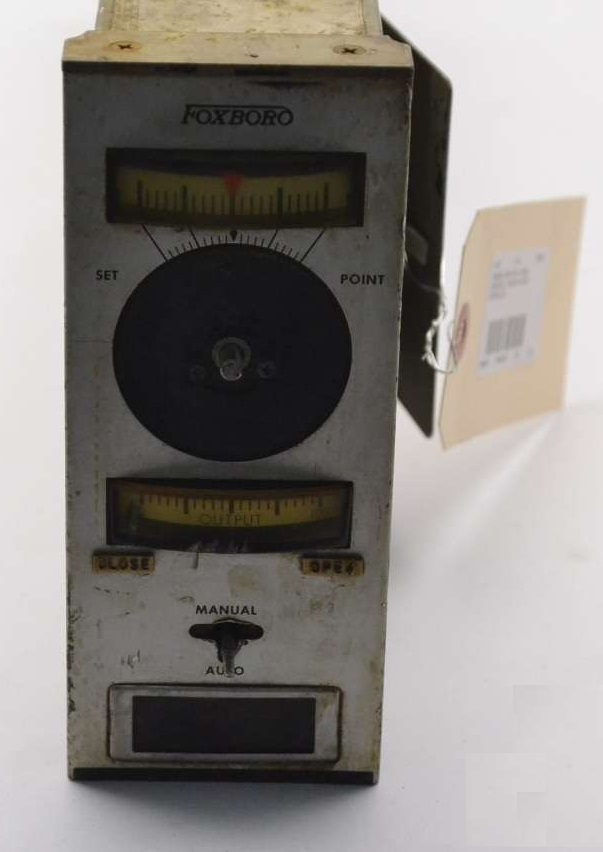 FOXBORO
SET POINT
OUTPUT
CLOSE OPEN
MANUAL
AUTO